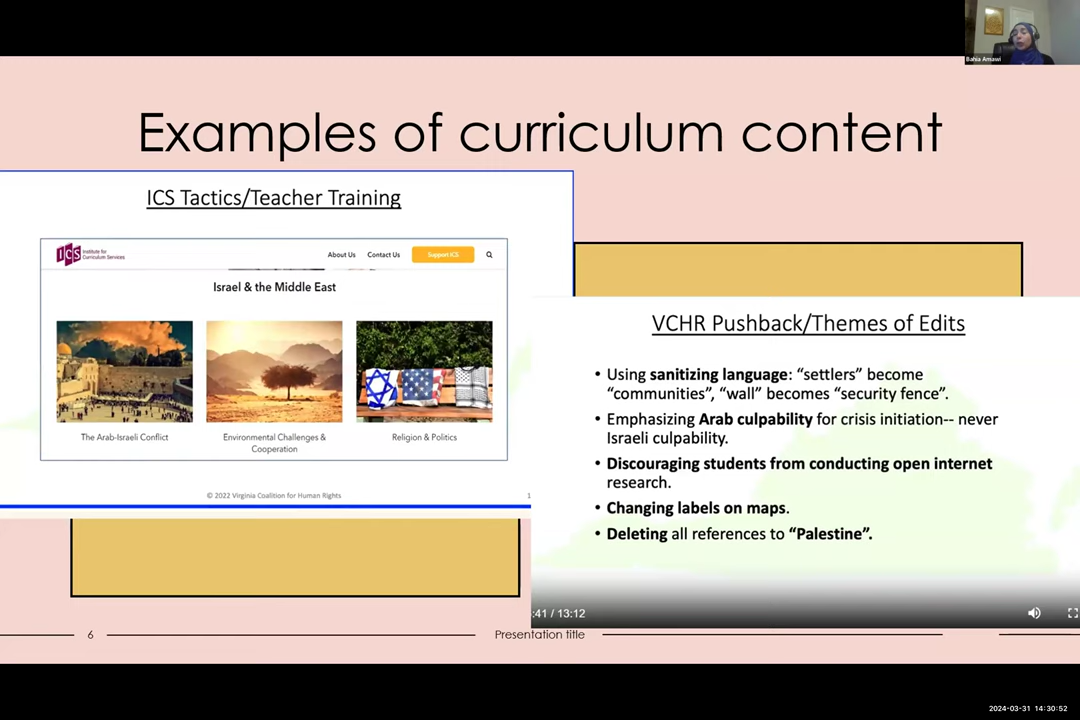 Bahia Amawi
Examples of curriculum content
ICS Tactics/Teacher Training
ICS Institute for
Curriculum Services
About Us
Contact Us
Support ICS
Israel & the Middle East
The Arab-Israeli Conflict
Environmental Challenges &
Cooperation
Religion & Politics
© 2022 Virginia Coalition for Human Rights
1
VCHR Pushback/Themes of Edits
• Using sanitizing language: “settlers” become
“communities”, “wall” becomes “security fence”.
• Emphasizing Arab culpability for crisis initiation-- never
Israeli culpability.
• Discouraging students from conducting open internet
research.
• Changing labels on maps.
• Deleting all references to “Palestine”.
:41 / 13:12
6
Presentation title
2024-03-31 14:30:52